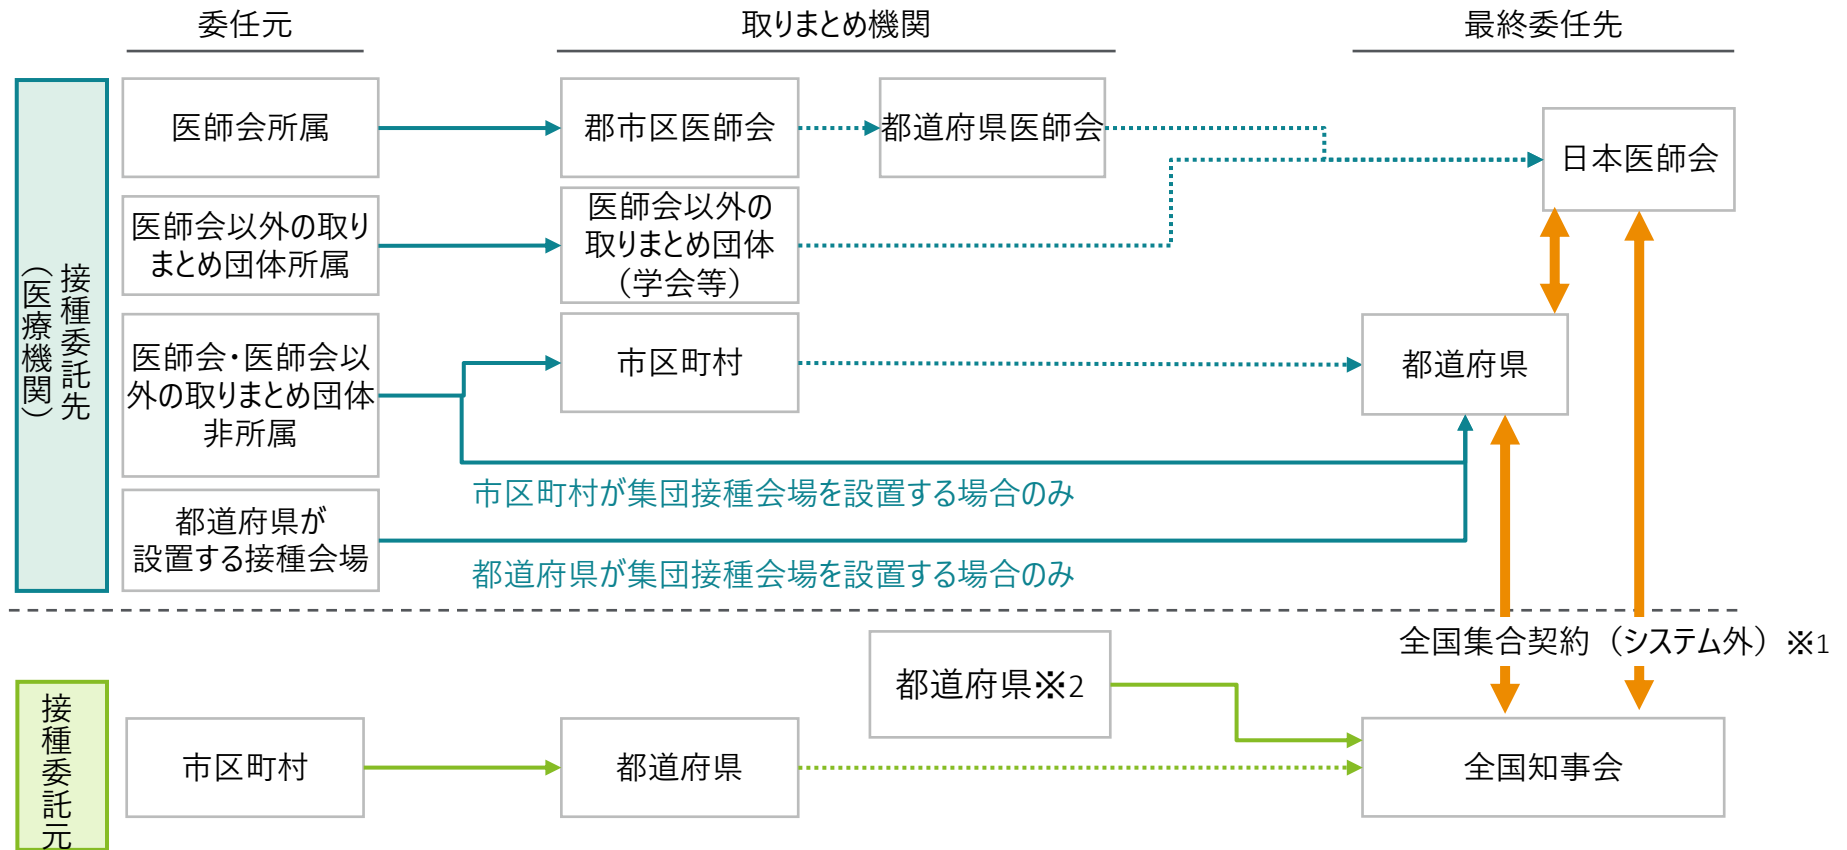 委任元
取りまとめ機関
最終委任先
接種委託先
（医療機関）
医師会所属
郡市区医師会
都道府県医師会
日本医師会
医師会以外の取り
まとめ団体所属
医師会以外の
取りまとめ団体
（学会等）
医師会・医師会以
外の取りまとめ団体
非所属
市区町村
都道府県
市区町村が集団接種会場を設置する場合のみ
都道府県が
設置する接種会場
都道府県が集団接種会場を設置する場合のみ
全国集合契約（システム外）※1
接種委託元
都道府県※2
市区町村
都道府県
全国知事会